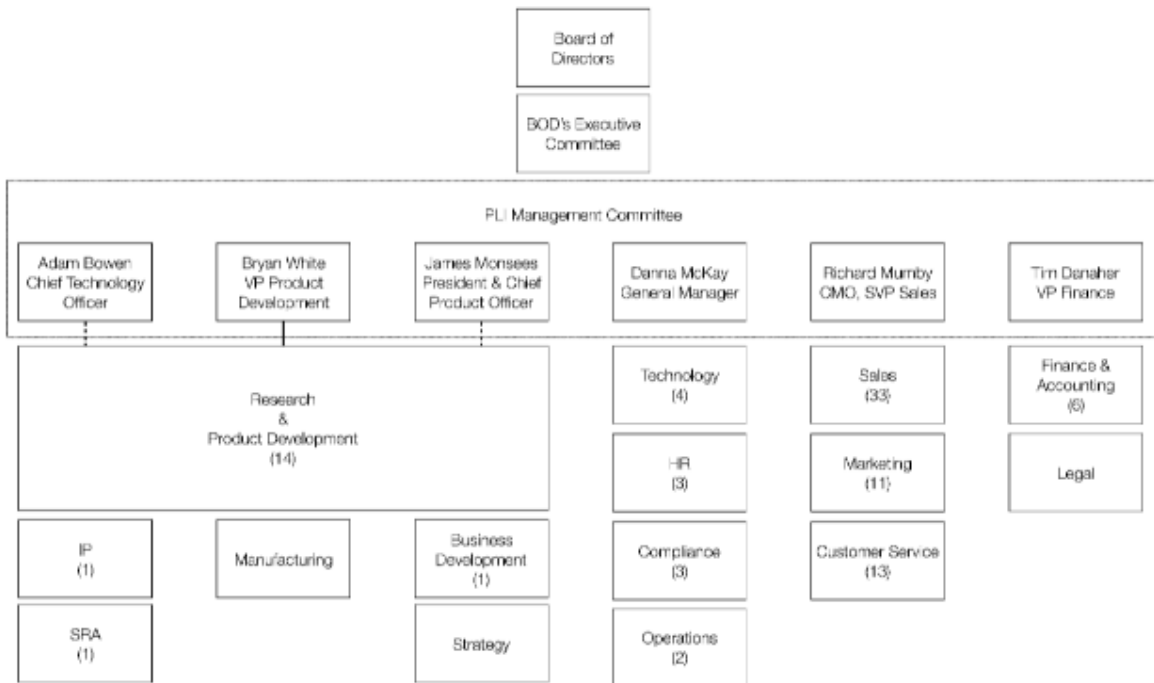 Board of
Directors
BOD's Executive
Committee
PLI Management Committee
Adam Bowen
Chief Technology
Officer
Bryan White
VP Product
Development
James Monsees
President & Chief
Product Officer
Danna McKay
General Manager
Richard Mumby
CMO, SVP Sales
Tim Danaher
VP Finance
Research
&
Product Development
(14)
Technology
(4)
Sales
(33)
Finance &
Accounting
(6)
HR
(3)
Marketing
(11)
Legal
IP
(1)
Manufacturing
Business
Development
(1)
Compliance
(3)
Customer Service
(13)
SRA
(1)
Strategy
Operations
(2)